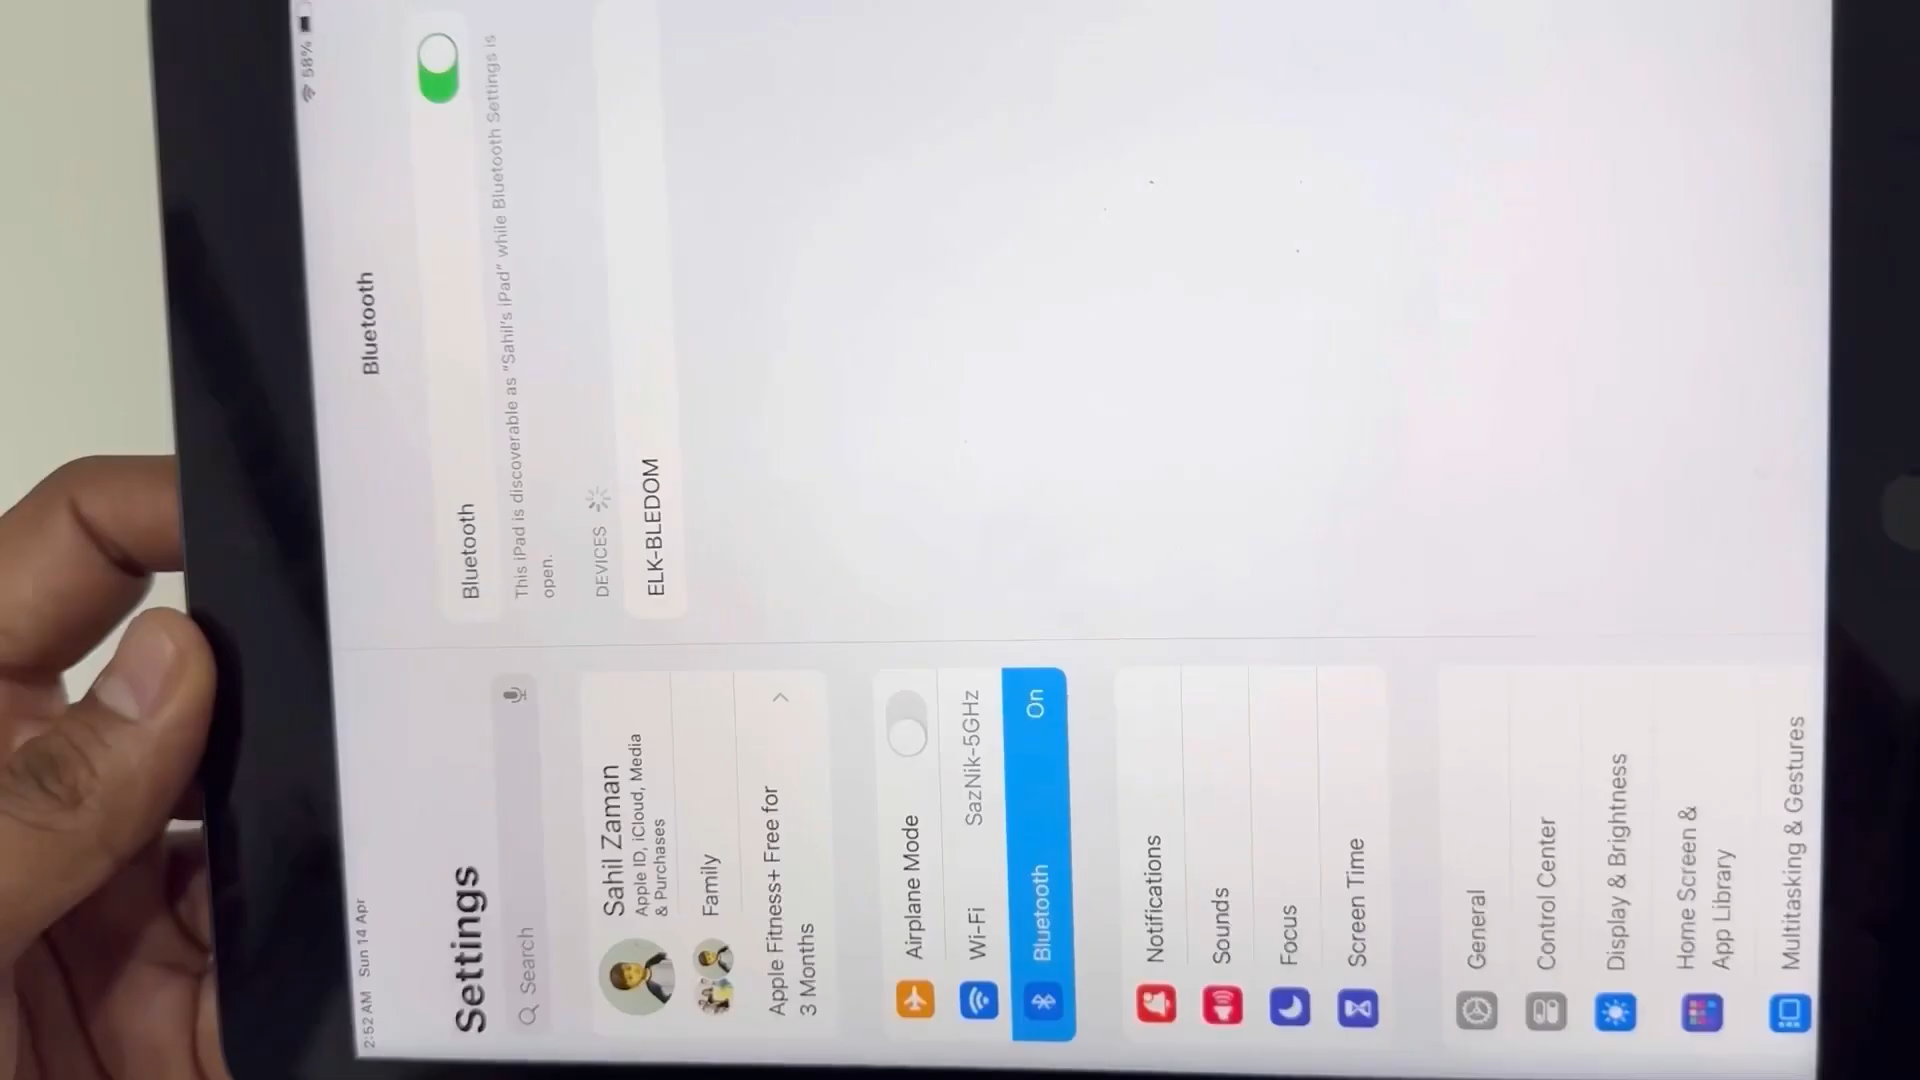 2:52 AM Sun 14 Apr
58%
Settings
Search
Sahil Zaman
Apple ID, iCloud, Media
& Purchases
Family
Apple Fitness+ Free for
3 Months
Airplane Mode
Wi-Fi SazNik-5GHz
Bluetooth On
Notifications
Sounds
Focus
Screen Time
General
Control Center
Display & Brightness
Home Screen &
App Library
Multitasking & Gestures
Bluetooth
Bluetooth
This iPad is discoverable as "Sahil's iPad" while Bluetooth Settings is
open.
DEVICES
ELK-BLEDOM